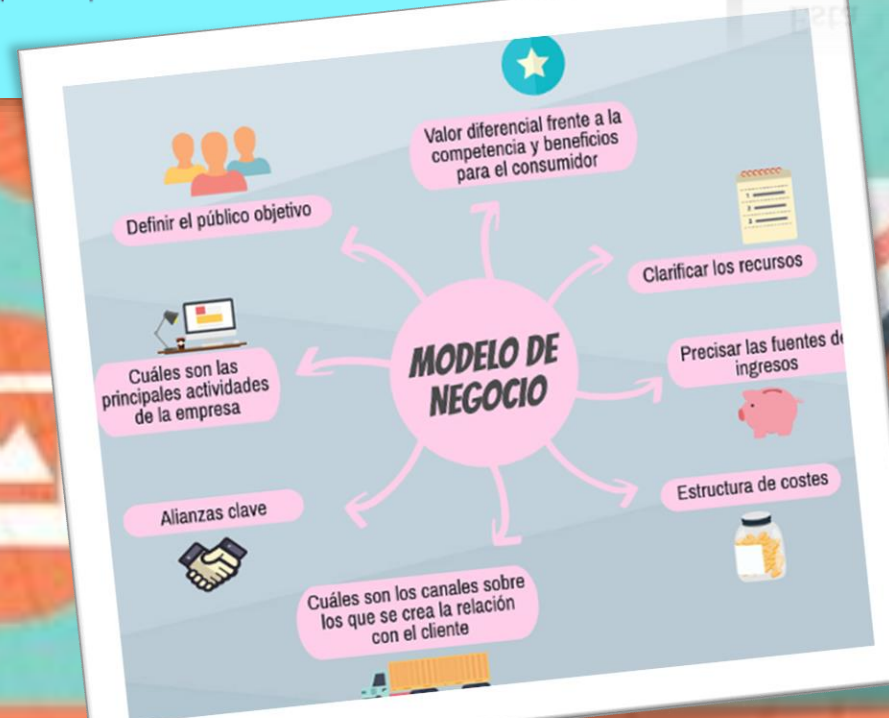 Valor diferencial frente a la
competencia y beneficios
para el consumidor
Definir el público objetivo
Clarificar los recursos
Cuáles son las
principales actividades
de la empresa
MODELO DE
NEGOCIO
Precisar las fuentes de
ingresos
Estructura de costes
Alianzas clave
Cuáles son los canales sobre
los que se crea la relación
con el cliente